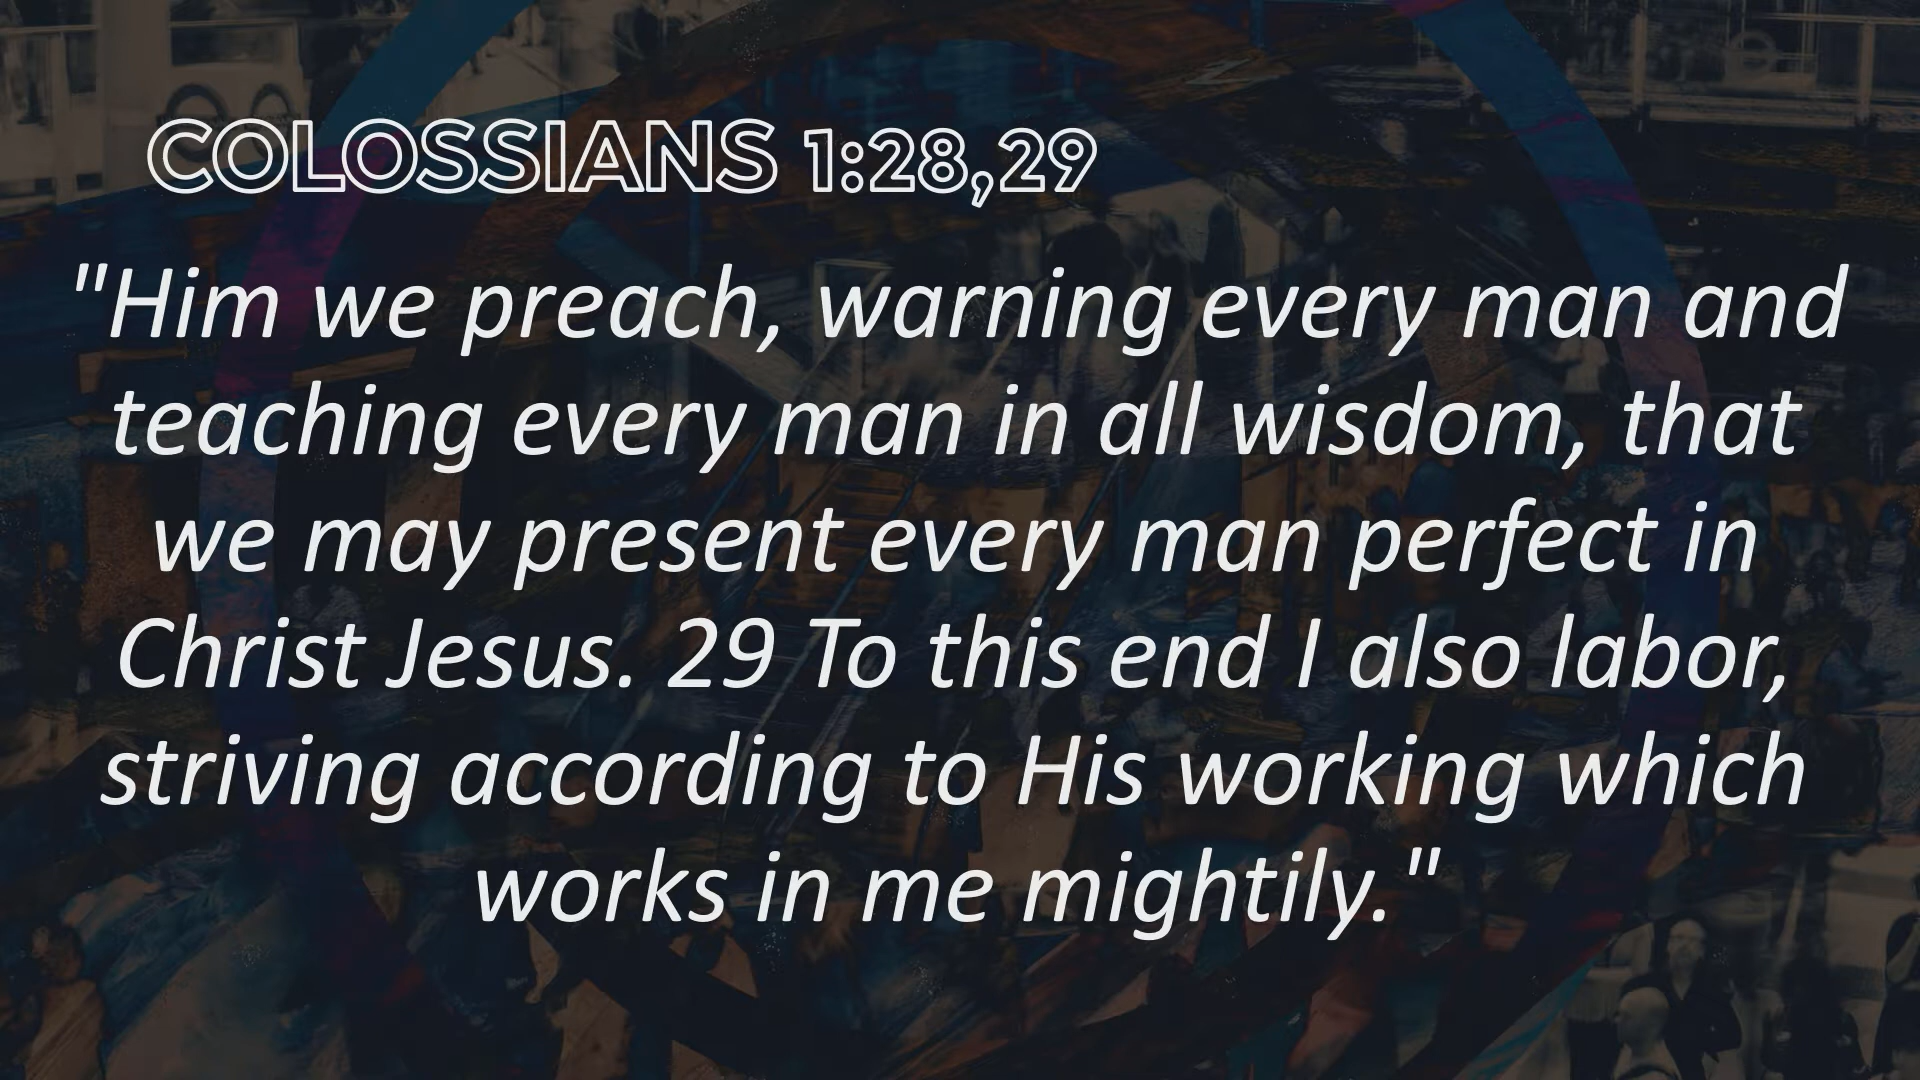 COLOSSIANS 1:28,29
"Him we preach, warning every man and
teaching every man in all wisdom, that
we may present every man perfect in
Christ Jesus. 29 To this end I also labor,
striving according to His working which
works in me mightily."